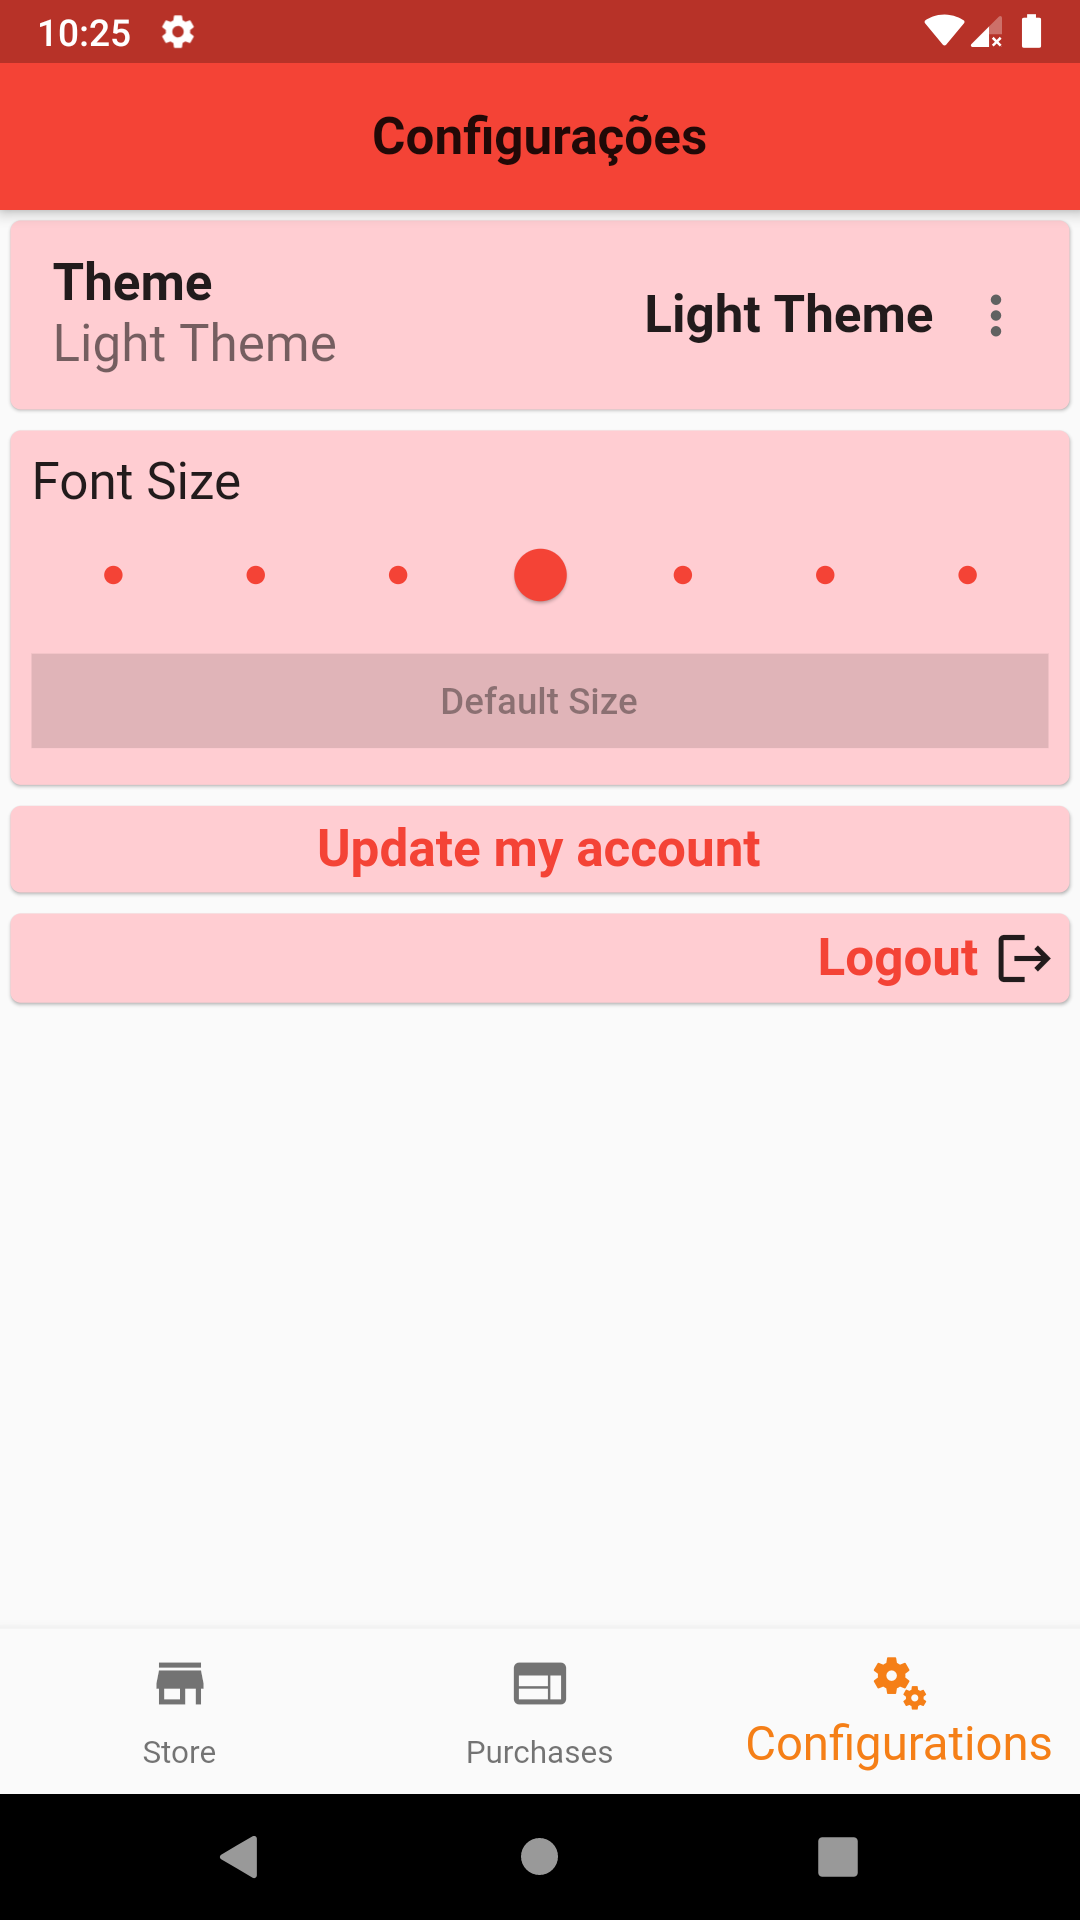 10:25
Configurações
Theme
Light Theme
Light Theme
Font Size
Default Size
Update my account
Logout
Store
Purchases
Configurations